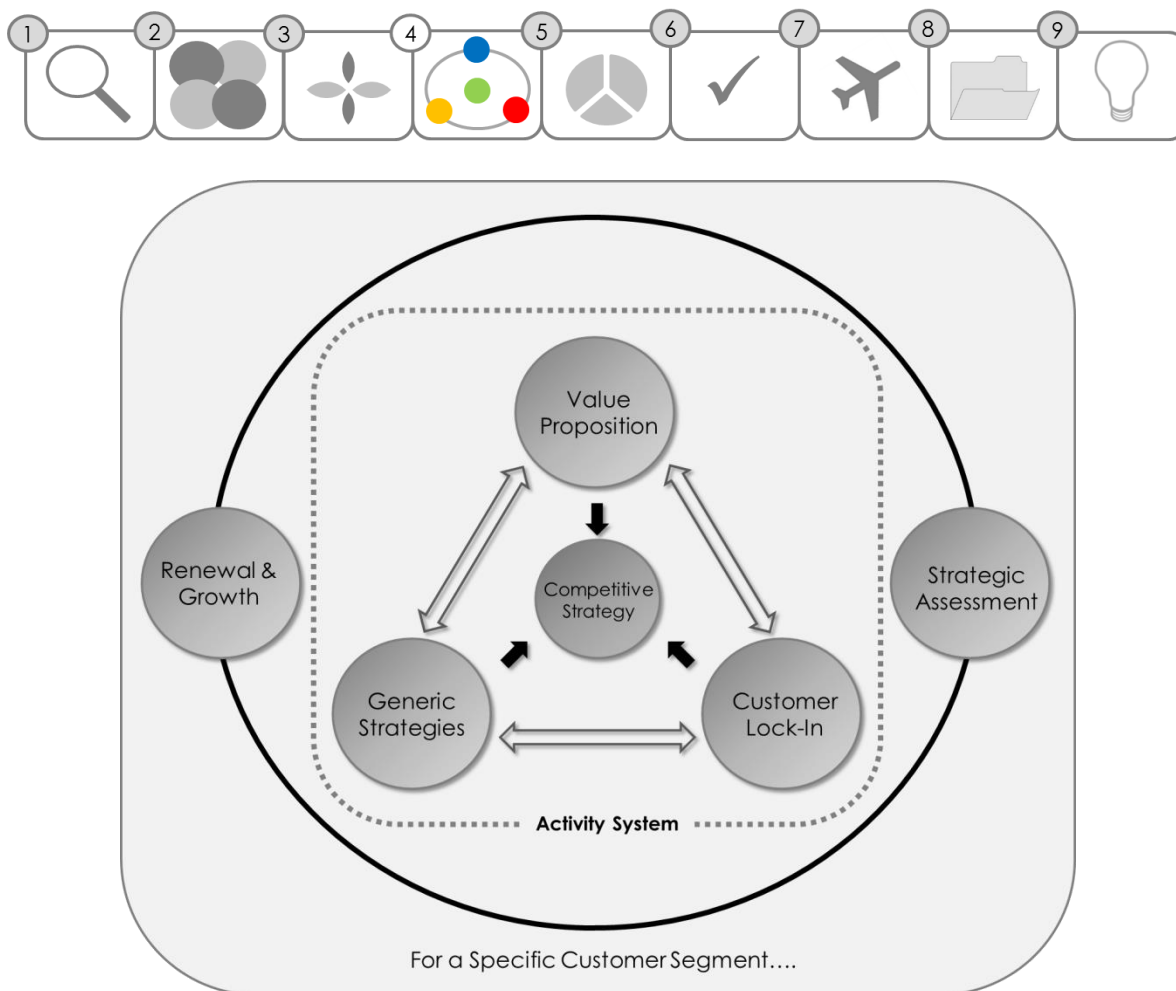 1
2
3
4
5
6
7
8
9
Value
Proposition
Competitive
Strategy
Renewal &
Growth
Strategic
Assessment
Generic
Strategies
Customer
Lock-In
Activity System
For a Specific Customer Segment....